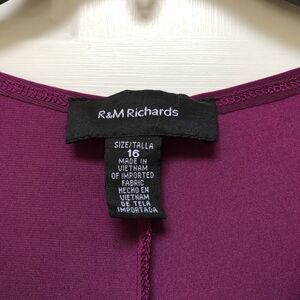 R&M Richards
SIZE/TALLA
16
MADE IN
VIETNAM
OF IMPORTED
FABRIC
HECHO EN
VIETNAM
DE TELA
IMPORTADA